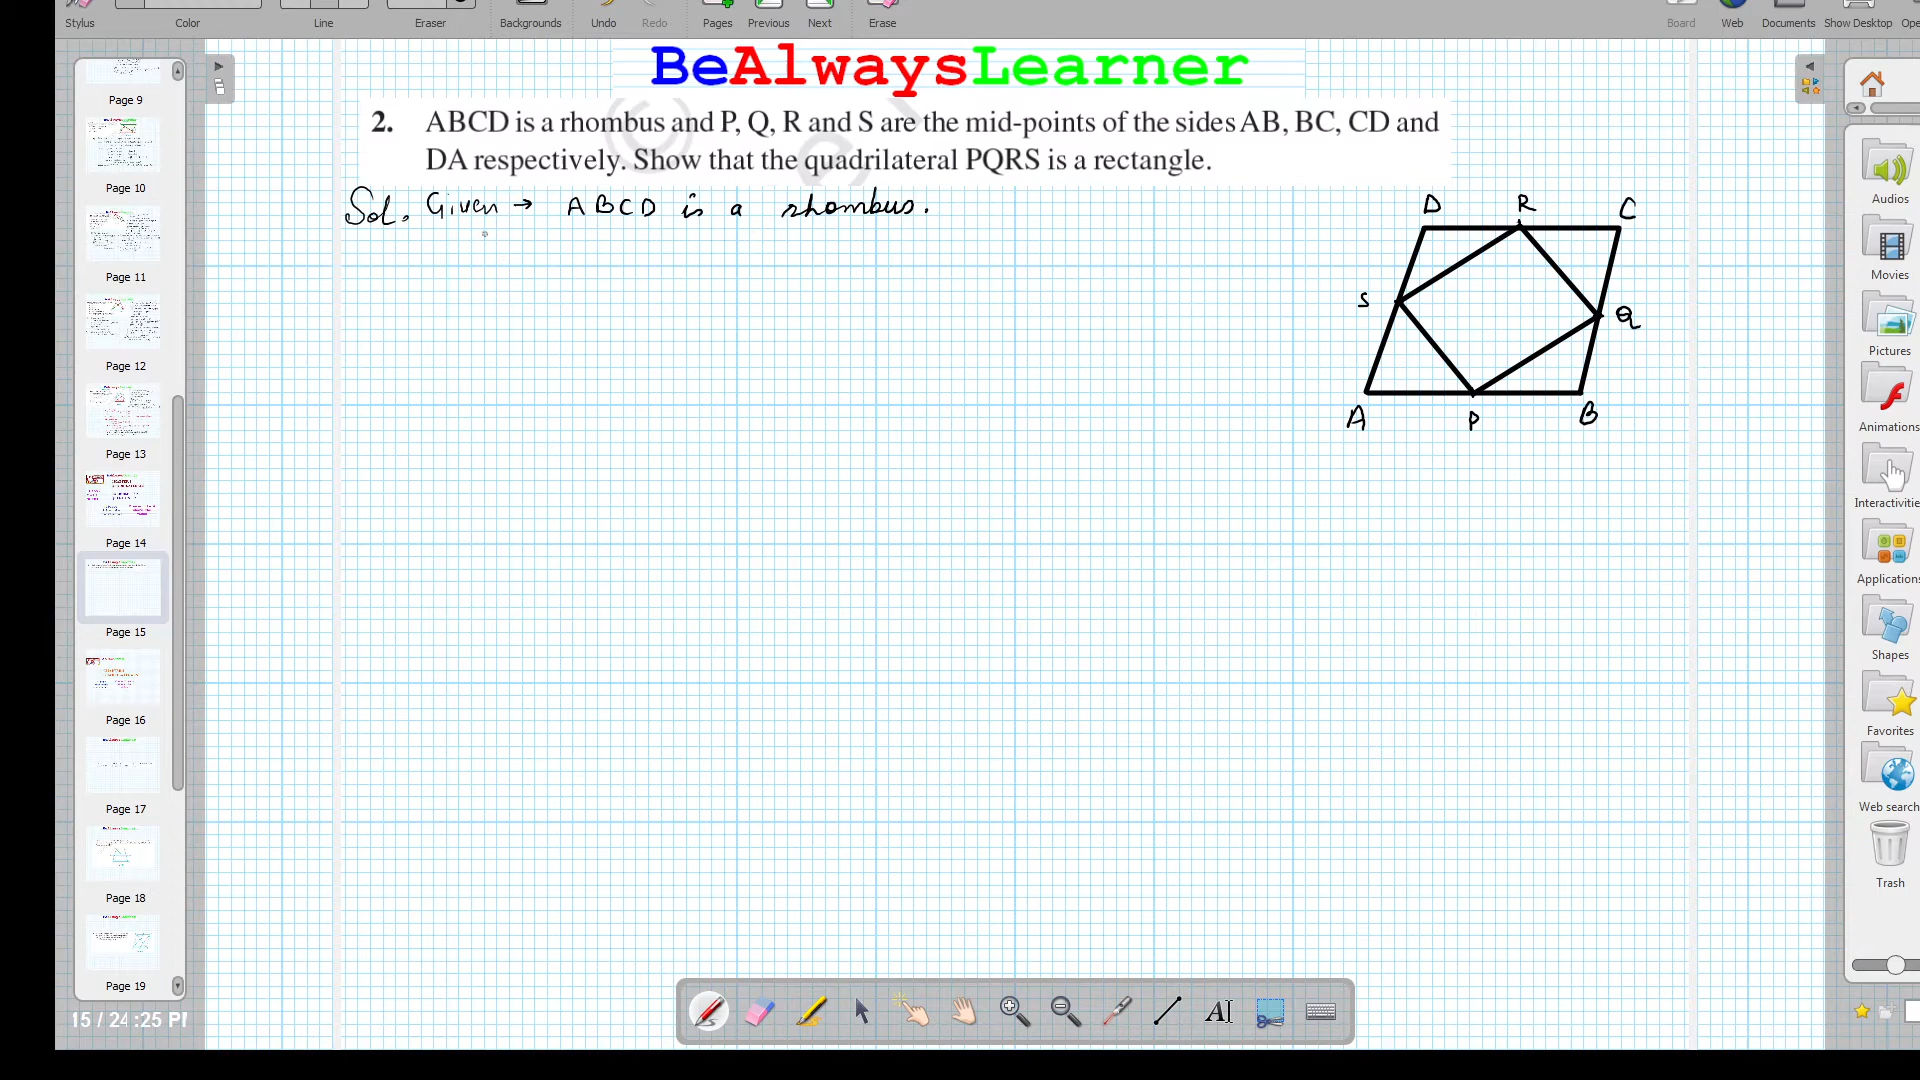 Stylus Color Line Eraser Backgrounds Undo Redo Pages Previous Next Erase Board Web Documents Show Desktop
BeAlwaysLearner
2. ABCD is a rhombus and P, Q, R and S are the mid-points of the sides AB, BC, CD and
DA respectively. Show that the quadrilateral PQRS is a rectangle.
Sol. Given → ABCD is a rhombus.
D R C
S Q
A P B
Page 9
Page 10
Page 11
Page 12
Page 13
Page 14
Page 15
Page 16
Page 17
Page 18
Page 19
Audios
Movies
Pictures
Animations
Interactivitie
Applications
Shapes
Favorites
Web search
Trash
AI